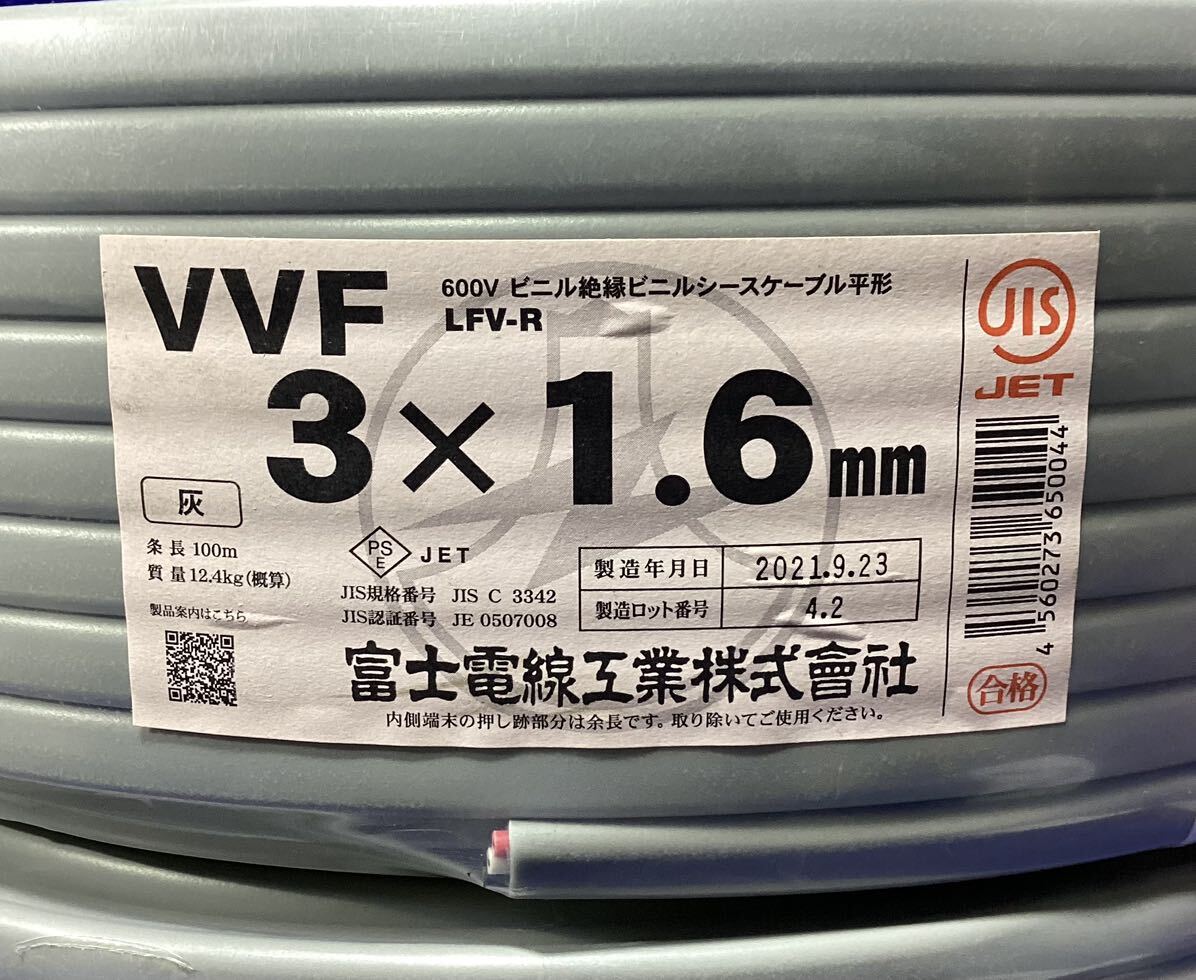 VVF
600V ビニル絶縁ビニルシースケーブル平形
LFV-R
3×1.6mm
灰
条長 100m
質量12.4kg(概算)
製品案内はこちら
PS
E
JET
JIS規格番号 JIS C 3342
JIS認証番号 JE 0507008
製造年月日 2021.9.23
製造ロット番号 4.2
富士電線工業株式會社
内側端末の押し跡部分は余長です。取り除いてご使用ください。
JIS
JET
4 560273 650044
合格